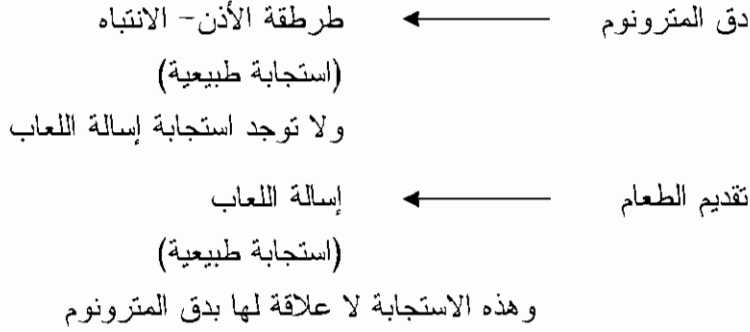 دق المترونوم ← طرطقة الأذن- الانتباه
(استجابة طبيعية)
ولا توجد استجابة إسالة اللعاب
تقديم الطعام ← إسالة اللعاب
(استجابة طبيعية)
وهذه الاستجابة لا علاقة لها بدق المترونوم